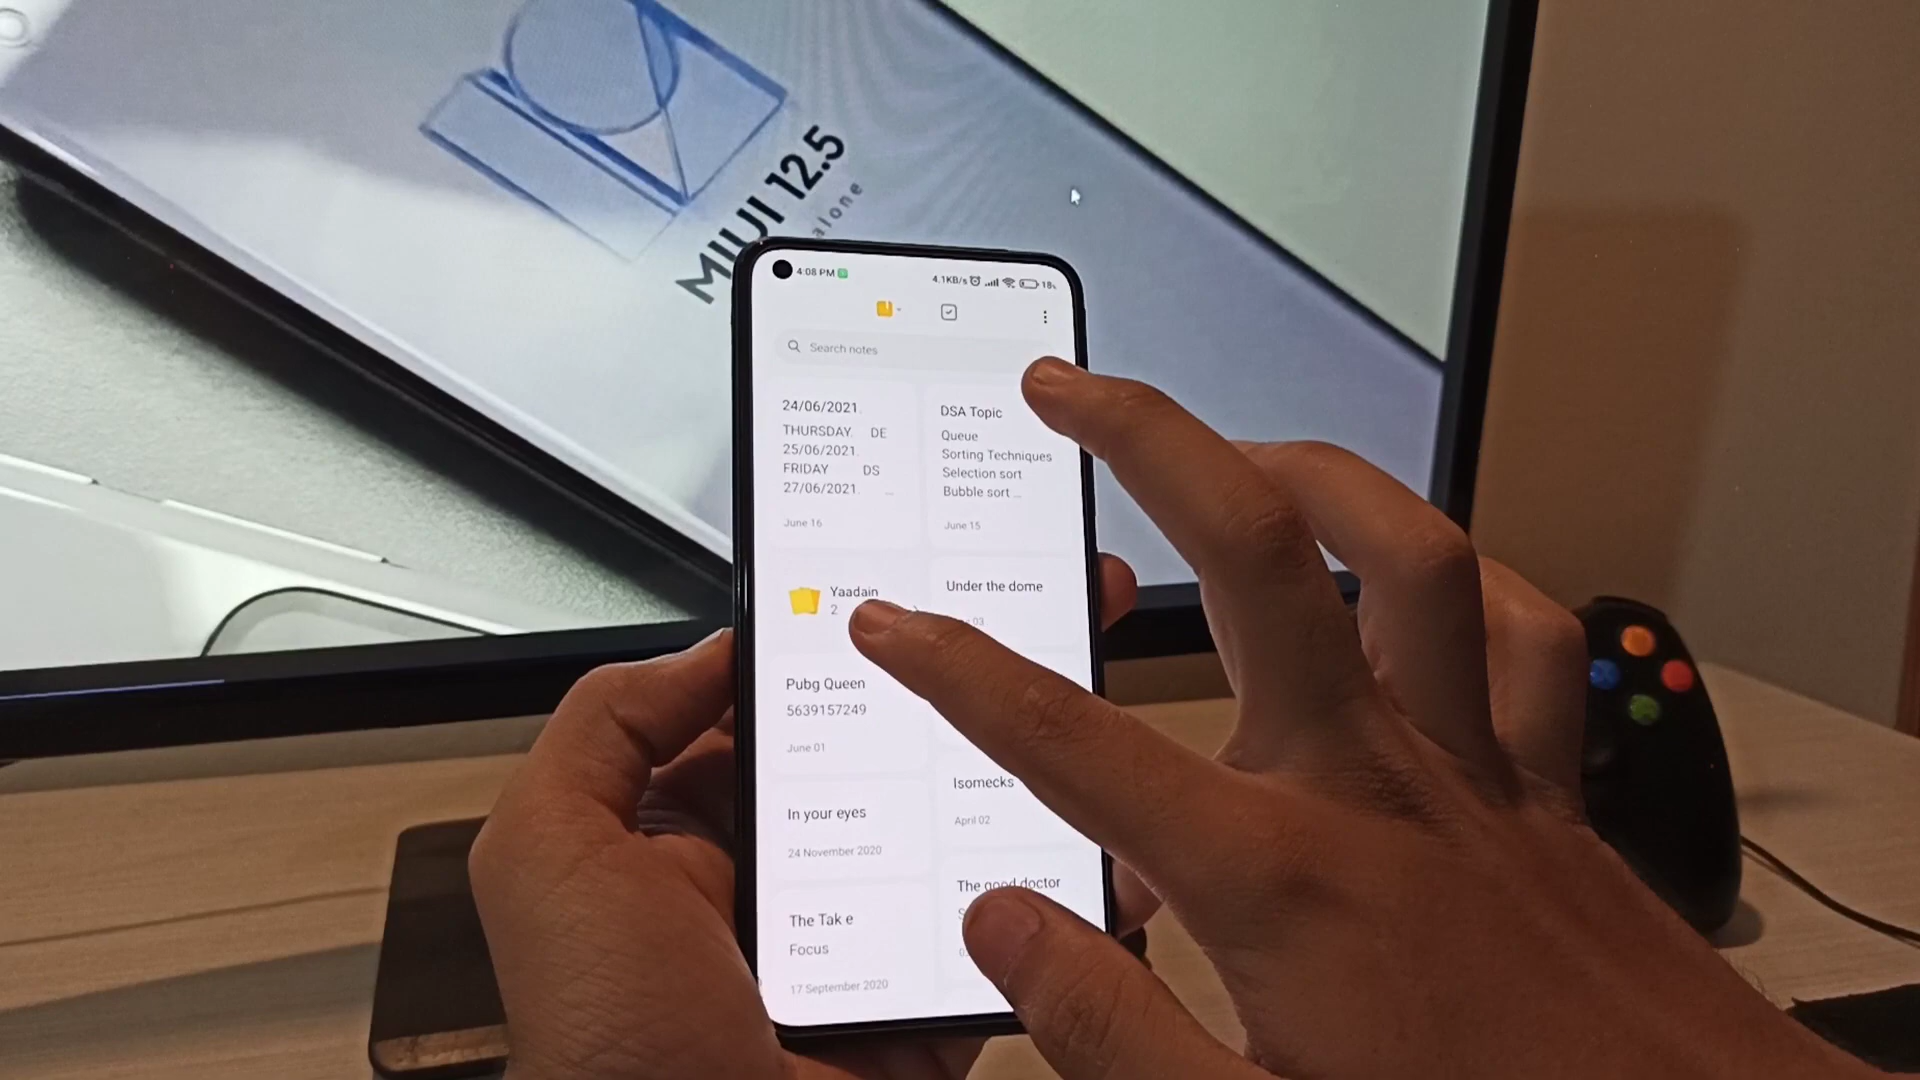 MIUI 12.5
alone
4:08 PM
4.1KB/s
18%
Search notes
24/06/2021.
THURSDAY. DE
25/06/2021.
FRIDAY DS
27/06/2021. ...
June 16
DSA Topic
Queue
Sorting Techniques
Selection sort
Bubble sort ...
June 15
Yaadain
2
Under the dome
03
Pubg Queen
5639157249
June 01
Isomecks
April 02
In your eyes
24 November 2020
The good doctor
S
The Tak e
Focus
17 September 2020